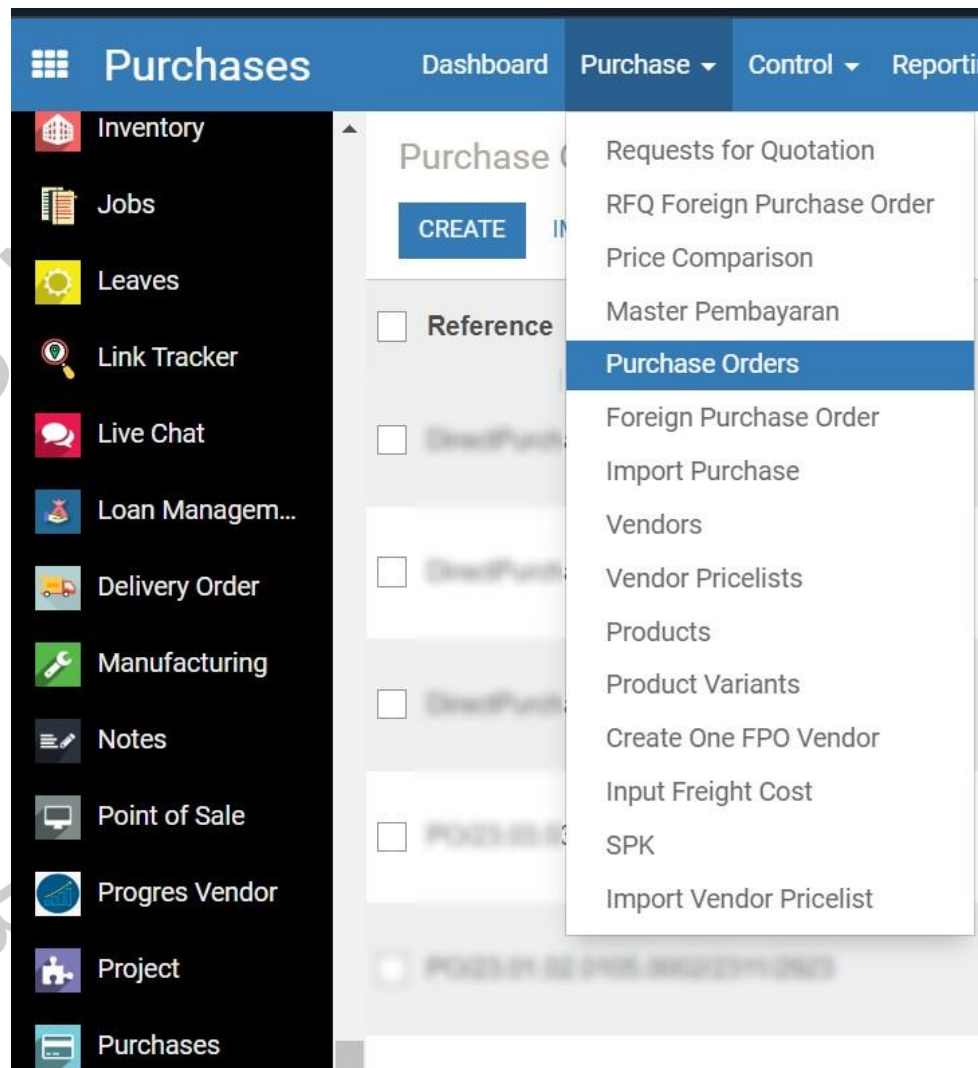 Purchases
Dashboard
Purchase
Control
Reporti
Inventory
Jobs
Leaves
Link Tracker
Live Chat
Loan Managem...
Delivery Order
Manufacturing
Notes
Point of Sale
Progres Vendor
Project
Purchases
Purchase
CREATE
Reference
Requests for Quotation
RFQ Foreign Purchase Order
Price Comparison
Master Pembayaran
Purchase Orders
Foreign Purchase Order
Import Purchase
Vendors
Vendor Pricelists
Products
Product Variants
Create One FPO Vendor
Input Freight Cost
SPK
Import Vendor Pricelist